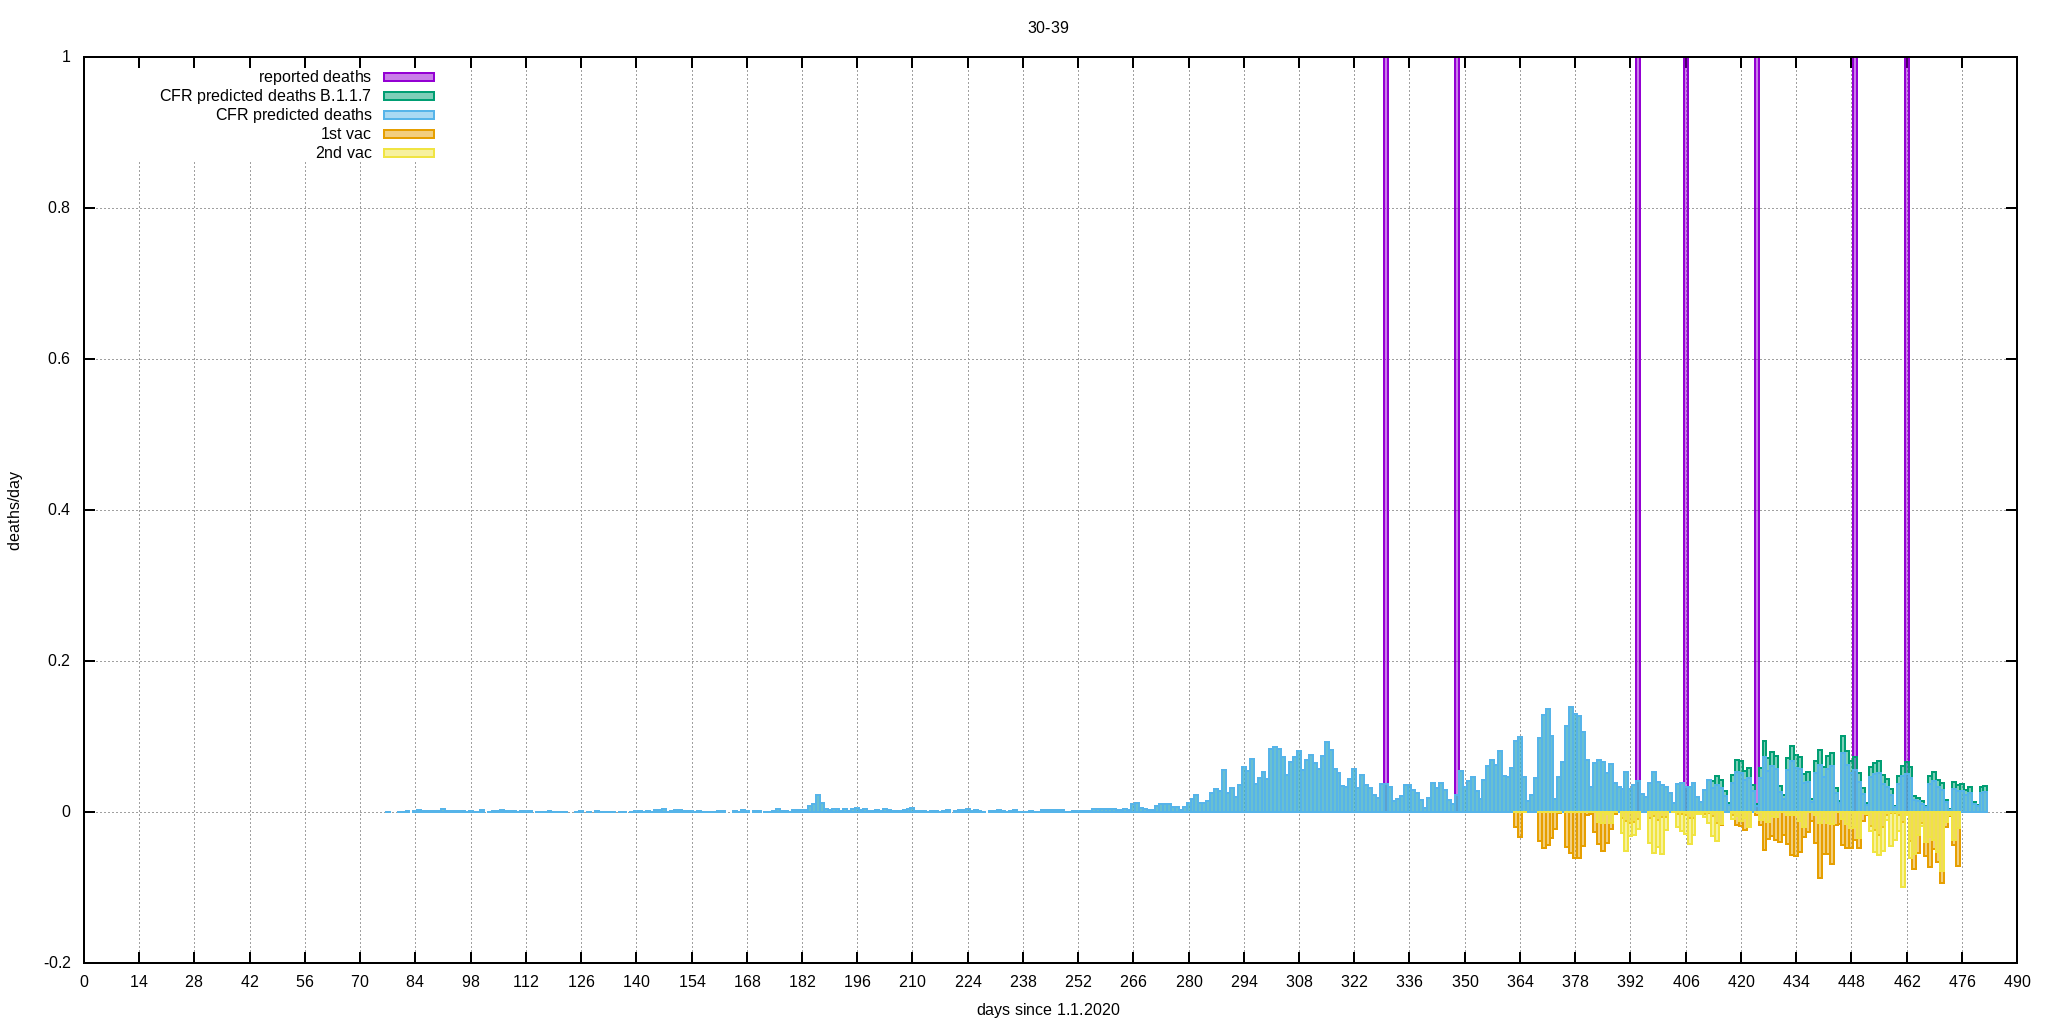 30-39
reported deaths
CFR predicted deaths B.1.1.7
CFR predicted deaths
1st vac
2nd vac
1
0.8
0.6
0.4
0.2
0
-0.2
deaths/day
0 14 28 42 56 70 84 98 112 126 140 154 168 182 196 210 224 238 252 266 280 294 308 322 336 350 364 378 392 406 420 434 448 462 476 490
days since 1.1.2020